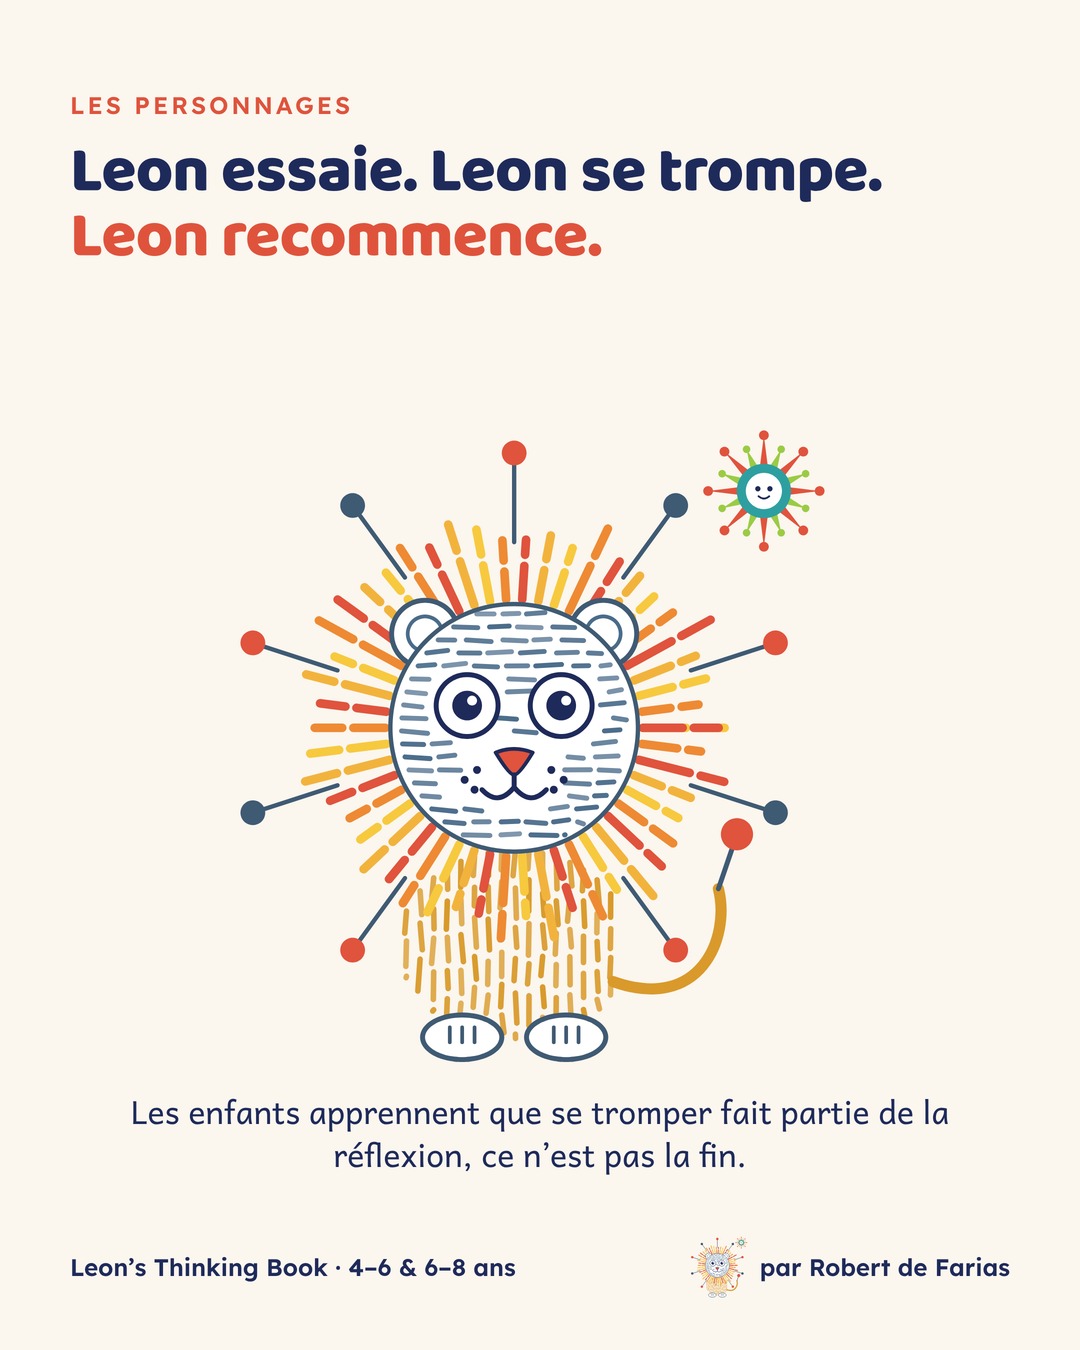 LES PERSONNAGES
Leon essaie. Leon se trompe.
Leon recommence.
Les enfants apprennent que se tromper fait partie de la
réflexion, ce n’est pas la fin.
Leon’s Thinking Book · 4–6 & 6–8 ans
par Robert de Farias